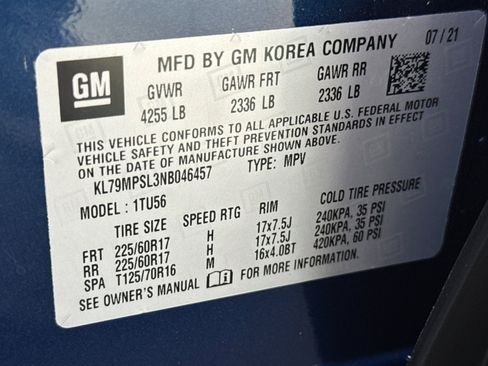 GM
MFD BY GM KOREA COMPANY 07/21
GVWR GAWR FRT GAWR RR
4255 LB 2336 LB 2336 LB
THIS VEHICLE CONFORMS TO ALL APPLICABLE U.S. FEDERAL MOTOR
VEHICLE SAFETY AND THEFT PREVENTION STANDARDS IN EFFECT
ON THE DATE OF MANUFACTURE SHOWN ABOVE.
KL79MPSL3NB046457 TYPE: MPV
MODEL: 1TU56
TIRE SIZE SPEED RTG RIM COLD TIRE PRESSURE
FRT 225/60R17 H 17x7.5J 240KPA, 35 PSI
RR 225/60R17 H 17x7.5J 240KPA, 35 PSI
SPA T125/70R16 M 16x4.0BT 420KPA, 60 PSI
SEE OWNER'S MANUAL FOR MORE INFORMATION.